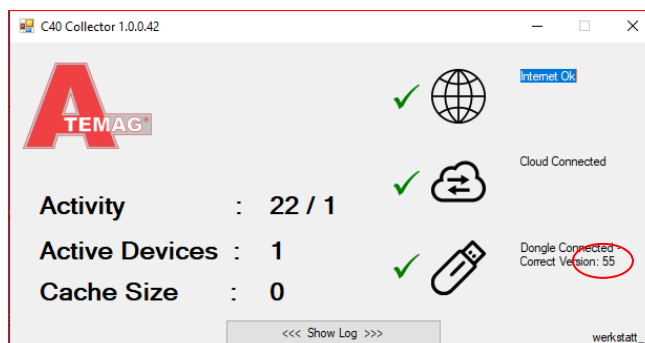 C40 Collector 1.0.0.42
ATEMAG®
Internet Ok
Cloud Connected
Activity : 22 / 1
Active Devices : 1
Dongle Connected -
Correct Version: 55
Cache Size : 0
<<< Show Log >>>
werkstatt_